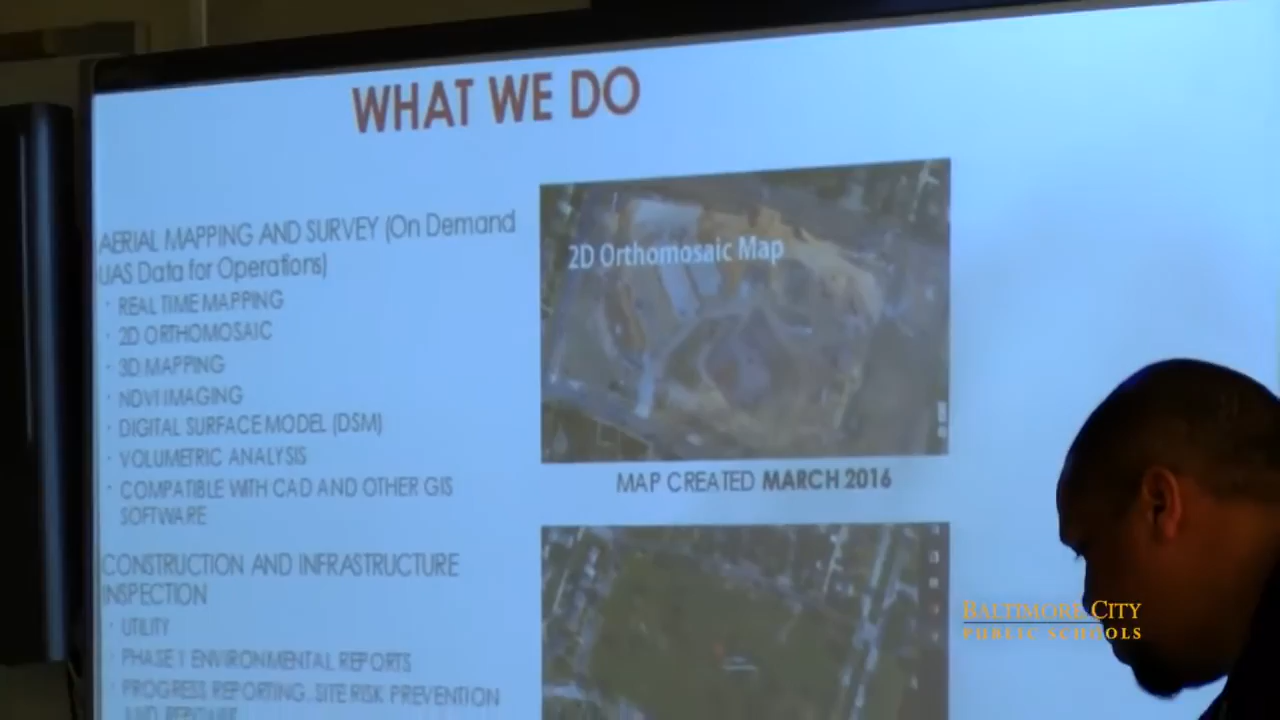 WHAT WE DO
AERIAL MAPPING AND SURVEY (On Demand
UAS Data for Operations)
· REAL TIME MAPPING
· 2D ORTHOMOSAIC
· 3D MAPPING
· NDVI IMAGING
· DIGITAL SURFACE MODEL (DSM)
· VOLUMETRIC ANALYSIS
· COMPATIBLE WITH CAD AND OTHER GIS
SOFTWARE
CONSTRUCTION AND INFRASTRUCTURE
INSPECTION
· UTILITY
· PHASE 1 ENVIRONMENTAL REPORTS
· PROGRESS REPORTING, SITE RISK PREVENTION
2D Orthomosaic Map
MAP CREATED MARCH 2016
BALTIMORE CITY
PUBLIC SCHOOLS